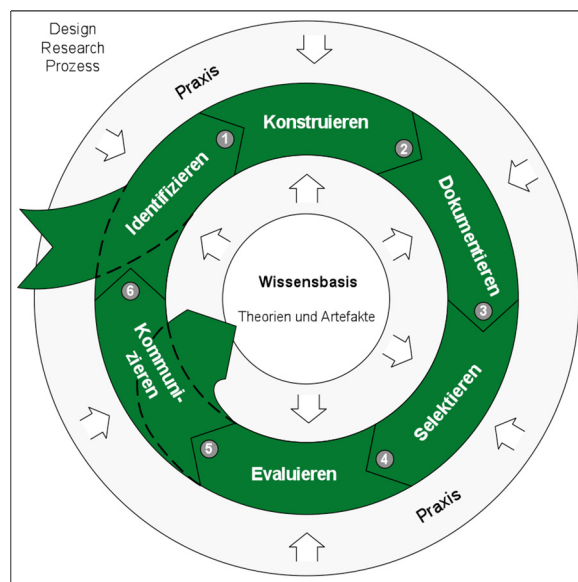 Design
Research
Prozess
Praxis
Identifizieren
1
Konstruieren
2
Dokumentieren
3
Selektieren
4
Evaluieren
5
Kommuni-
zieren
6
Wissensbasis
Theorien und Artefakte
Praxis